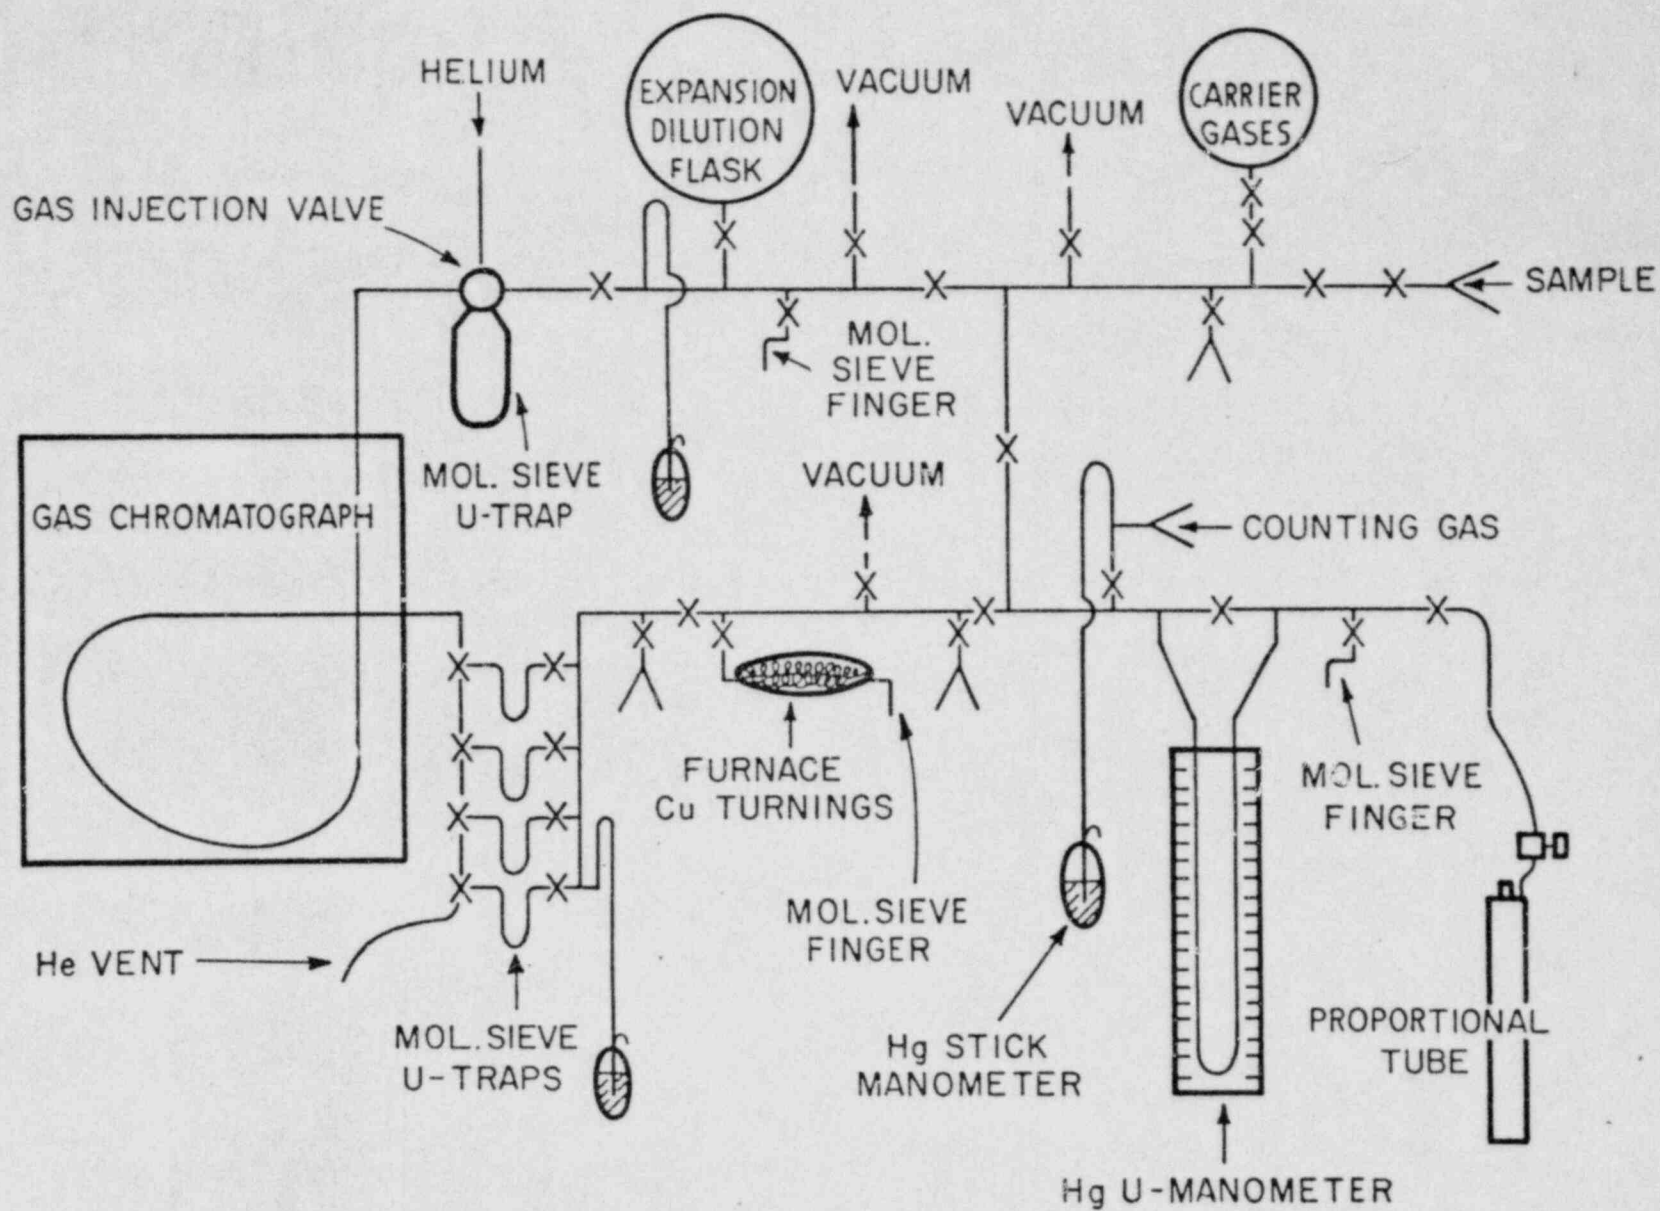 HELIUM
EXPANSION
DILUTION
FLASK
VACUUM
VACUUM
CARRIER
GASES
GAS INJECTION VALVE
SAMPLE
MOL.
SIEVE
FINGER
GAS CHROMATOGRAPH
MOL. SIEVE
U-TRAP
VACUUM
COUNTING GAS
FURNACE
Cu TURNINGS
MOL. SIEVE
FINGER
MOL. SIEVE
FINGER
He VENT
MOL. SIEVE
U-TRAPS
Hg STICK
MANOMETER
PROPORTIONAL
TUBE
Hg U-MANOMETER